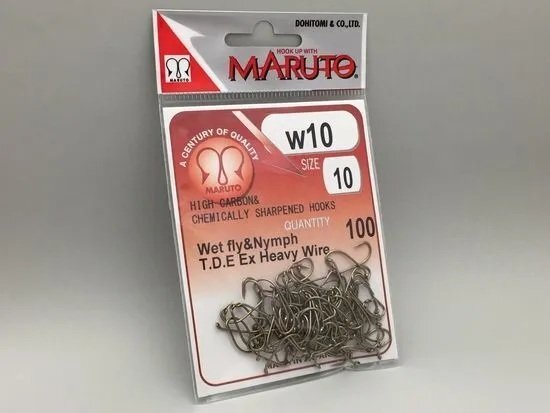 DOHITOMI & CO., LTD.
HOOK UP WITH
MARUTO®
MARUTO
A CENTURY OF QUALITY
MARUTO
w10
SIZE
10
HIGH CARBON&
CHEMICALLY SHARPENED HOOKS
QUANTITY
100
Wet fly&Nymph
T.D.E Ex Heavy Wire